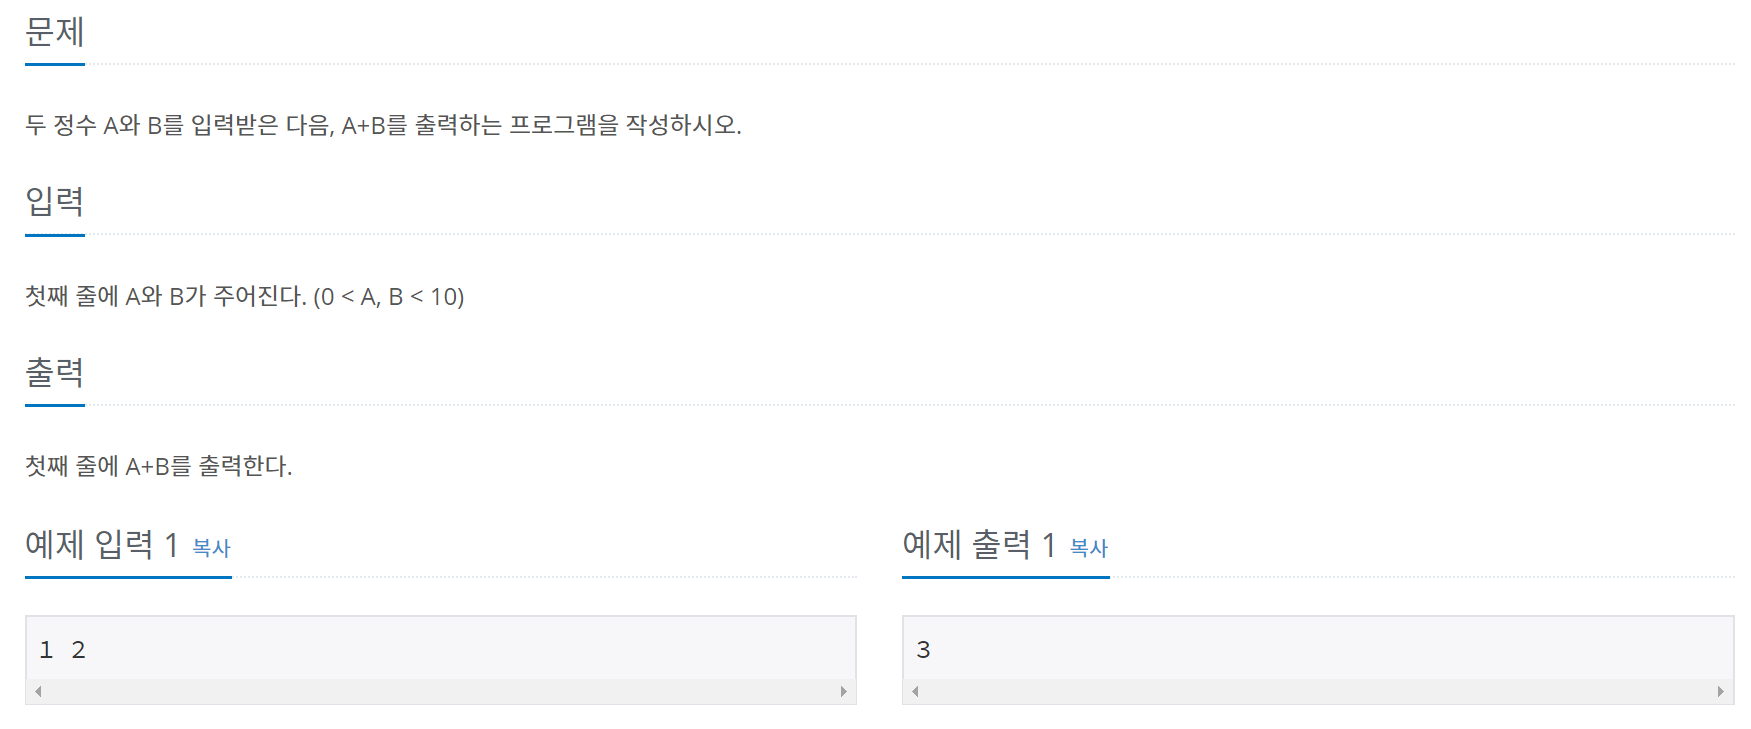 문제
두 정수 A와 B를 입력받은 다음, A+B를 출력하는 프로그램을 작성하시오.
입력
첫째 줄에 A와 B가 주어진다. (0 < A, B < 10)
출력
첫째 줄에 A+B를 출력한다.
예제 입력 1 복사
1 2
예제 출력 1 복사
3